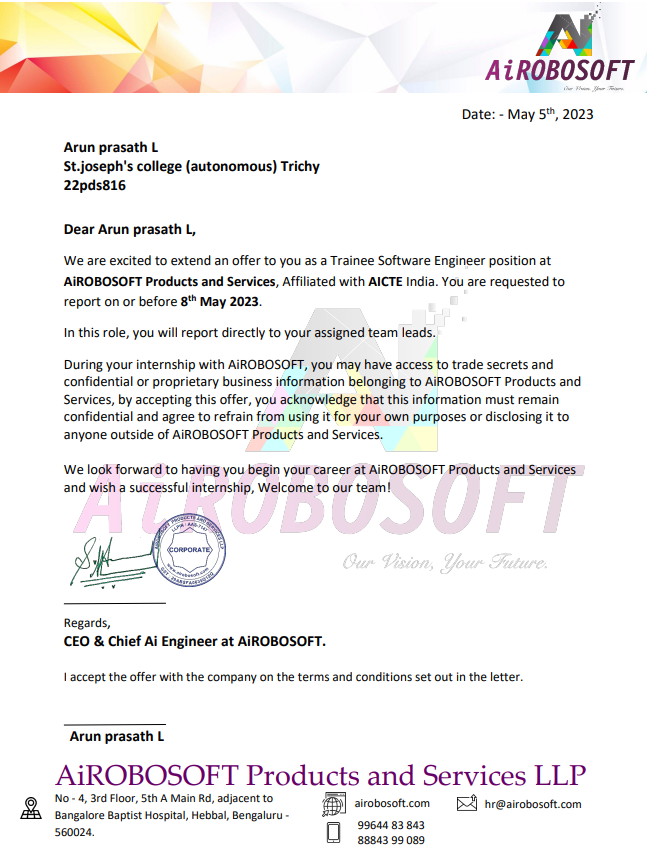 AiROBOSOFT
Our Vision, Your Future.
Date: - May 5th, 2023
Arun prasath L
St.joseph's college (autonomous) Trichy
22pds816
Dear Arun prasath L,
We are excited to extend an offer to you as a Trainee Software Engineer position at
AiROBOSOFT Products and Services, Affiliated with AICTE India. You are requested to
report on or before 8th May 2023.
In this role, you will report directly to your assigned team leads.
During your internship with AiROBOSOFT, you may have access to trade secrets and
confidential or proprietary business information belonging to AiROBOSOFT Products and
Services, by accepting this offer, you acknowledge that this information must remain
confidential and agree to refrain from using it for your own purposes or disclosing it to
anyone outside of AiROBOSOFT Products and Services.
We look forward to having you begin your career at AiROBOSOFT Products and Services
and wish a successful internship, Welcome to our team!
AiROBOSOFT
Our Vision, Your Future.
AIROBOSOFT PRODUCTS AND SERVICES LLP
CORPORATE
www.airobosoft.com
Regards,
CEO & Chief Ai Engineer at AiROBOSOFT.
I accept the offer with the company on the terms and conditions set out in the letter.
Arun prasath L
AiROBOSOFT Products and Services LLP
No - 4, 3rd Floor, 5th A Main Rd, adjacent to
Bangalore Baptist Hospital, Hebbal, Bengaluru -
560024.
airobosoft.com
99644 83 843
88843 99 089
hr@airobosoft.com